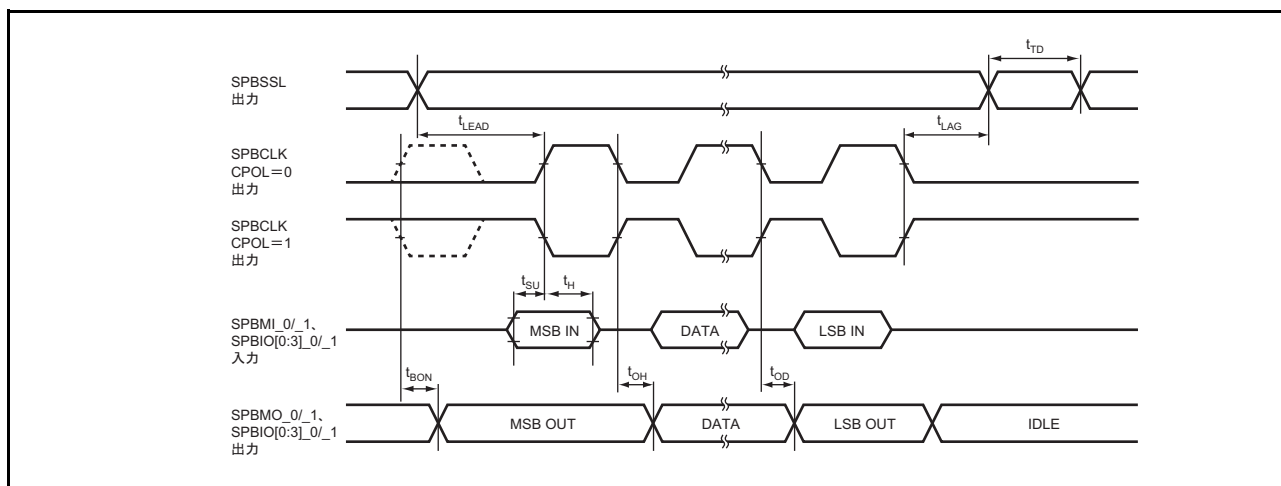 tTD
SPBSSL
出力
tLEAD
tLAG
SPBCLK
CPOL=0
出力
SPBCLK
CPOL=1
出力
tSU
tH
SPBMI_0/_1、
SPBIO[0:3]_0/_1
入力
MSB IN
DATA
LSB IN
tBON
tOH
tOD
SPBMO_0/_1、
SPBIO[0:3]_0/_1
出力
MSB OUT
DATA
LSB OUT
IDLE